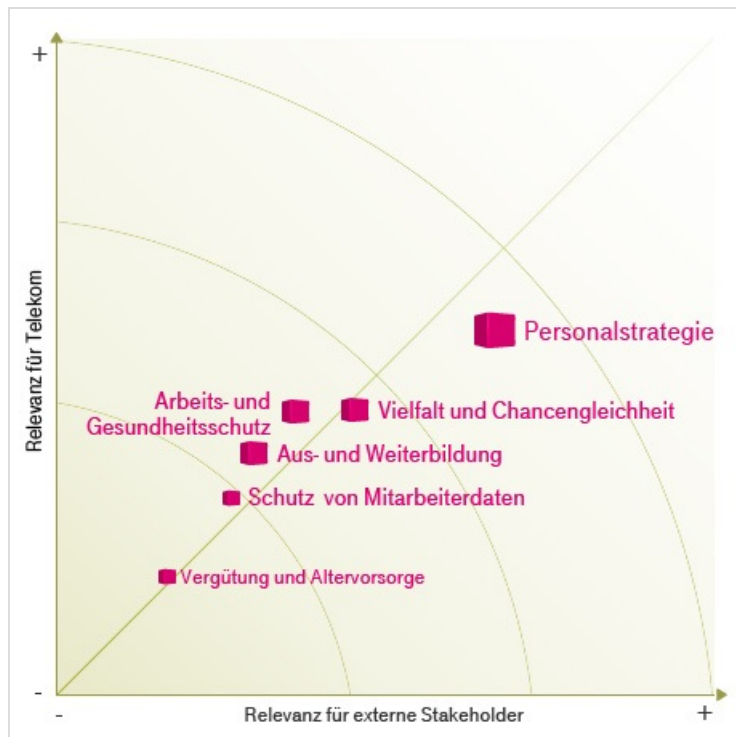 +
Relevanz für Telekom
Personalstrategie
Arbeits- und
Gesundheitsschutz
Vielfalt und Chancengleichheit
Aus- und Weiterbildung
Schutz von Mitarbeiterdaten
Vergütung und Altervorsorge
-
-
Relevanz für externe Stakeholder
+